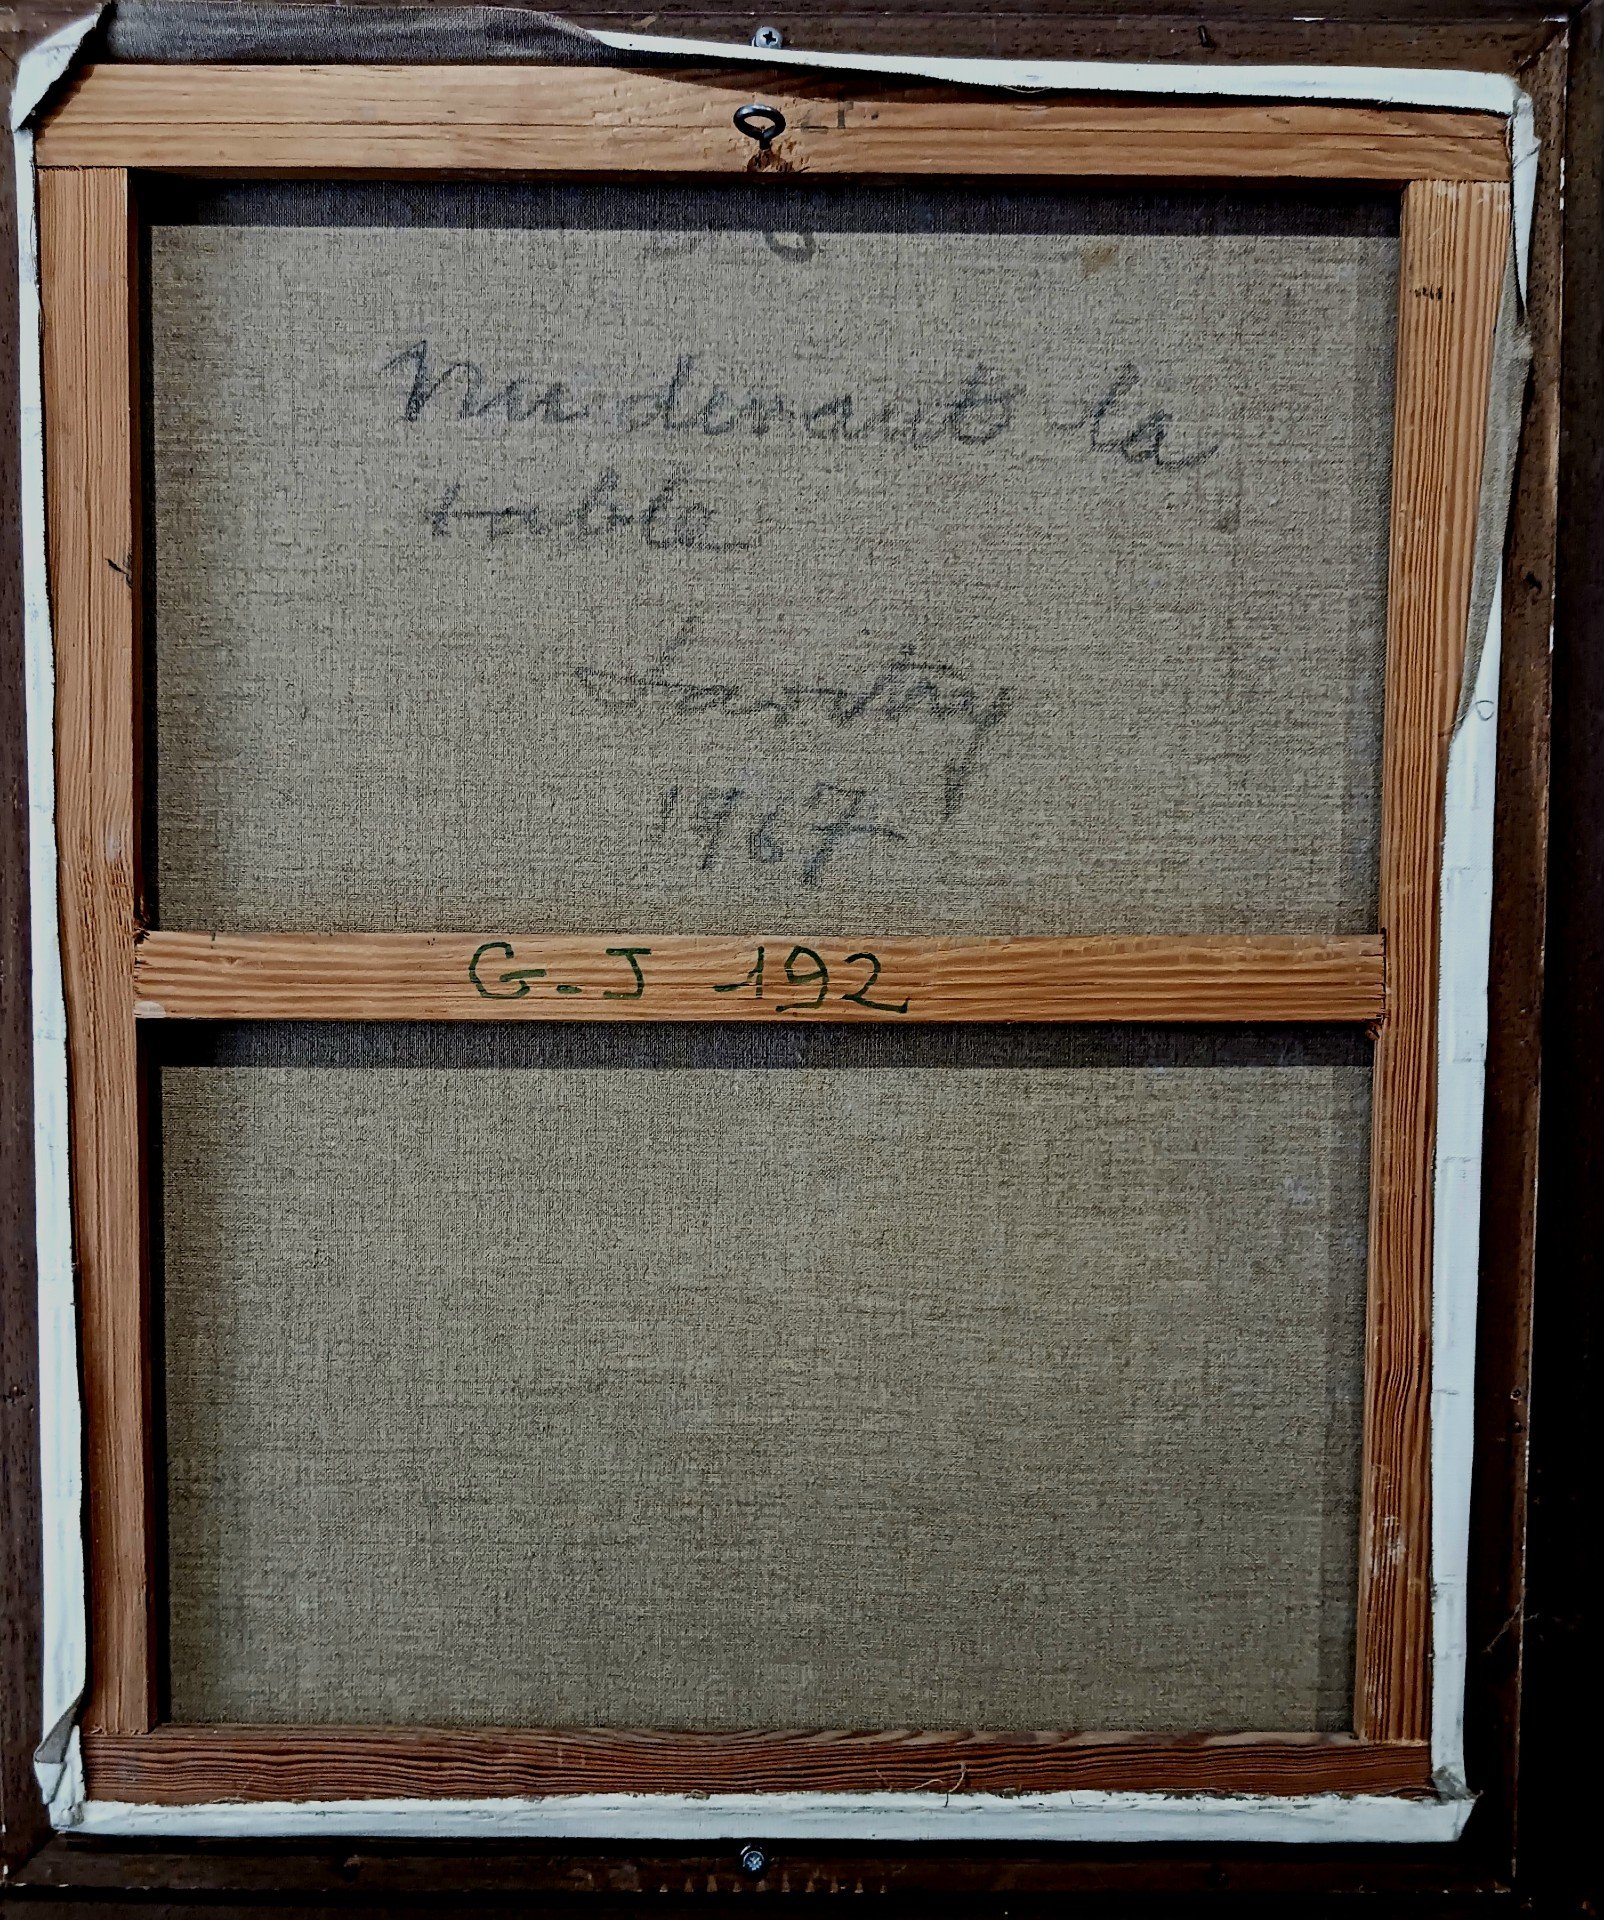 Nu devant la
table
1967
G-J 192